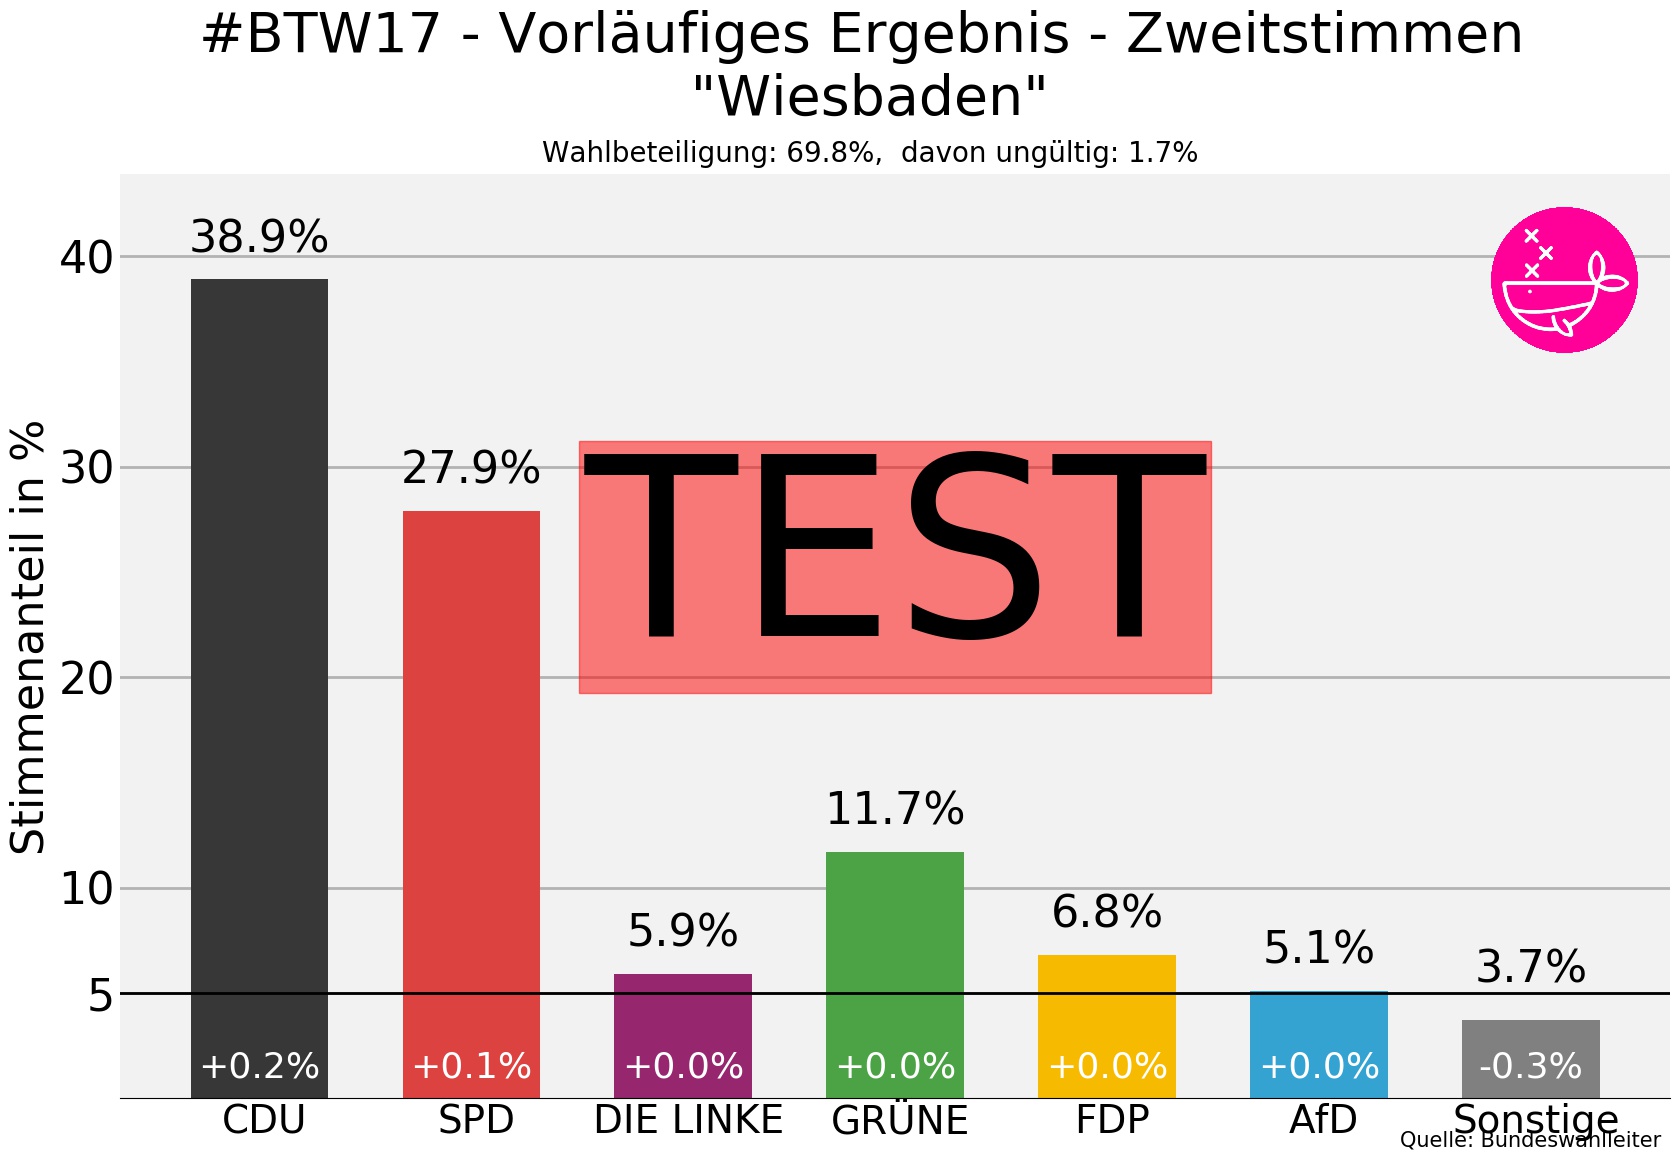 #BTW17 - Vorläufiges Ergebnis - Zweitstimmen
"Wiesbaden"
Wahlbeteiligung: 69.8%,  davon ungültig: 1.7%
Stimmenanteil in %
40
30
20
10
5
38.9%
27.9%
5.9%
11.7%
6.8%
5.1%
3.7%
TEST
+0.2%
+0.1%
+0.0%
+0.0%
+0.0%
+0.0%
-0.3%
CDU
SPD
DIE LINKE
GRÜNE
FDP
AfD
Sonstige
Quelle: Bundeswahlleiter